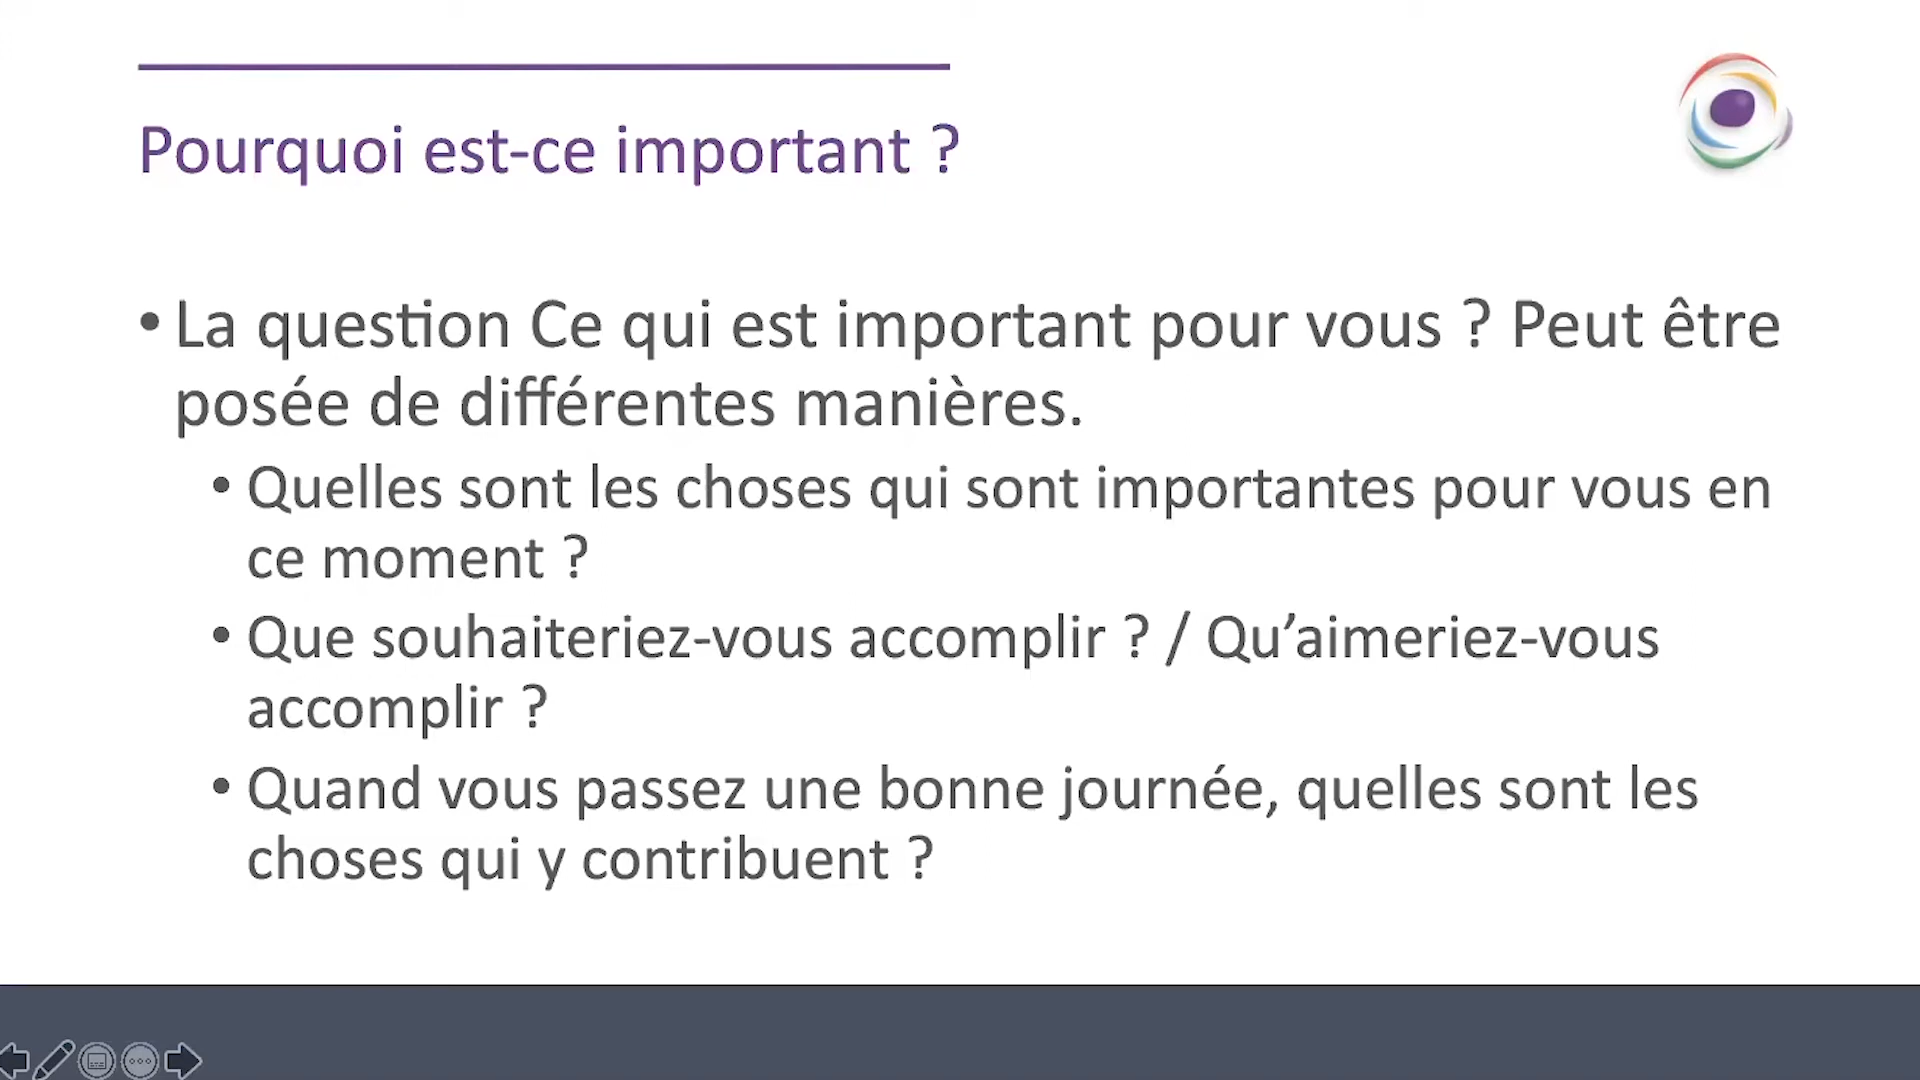 Pourquoi est-ce important ?
• La question Ce qui est important pour vous ? Peut être
posée de différentes manières.
• Quelles sont les choses qui sont importantes pour vous en
ce moment ?
• Que souhaiteriez-vous accomplir ? / Qu’aimeriez-vous
accomplir ?
• Quand vous passez une bonne journée, quelles sont les
choses qui y contribuent ?